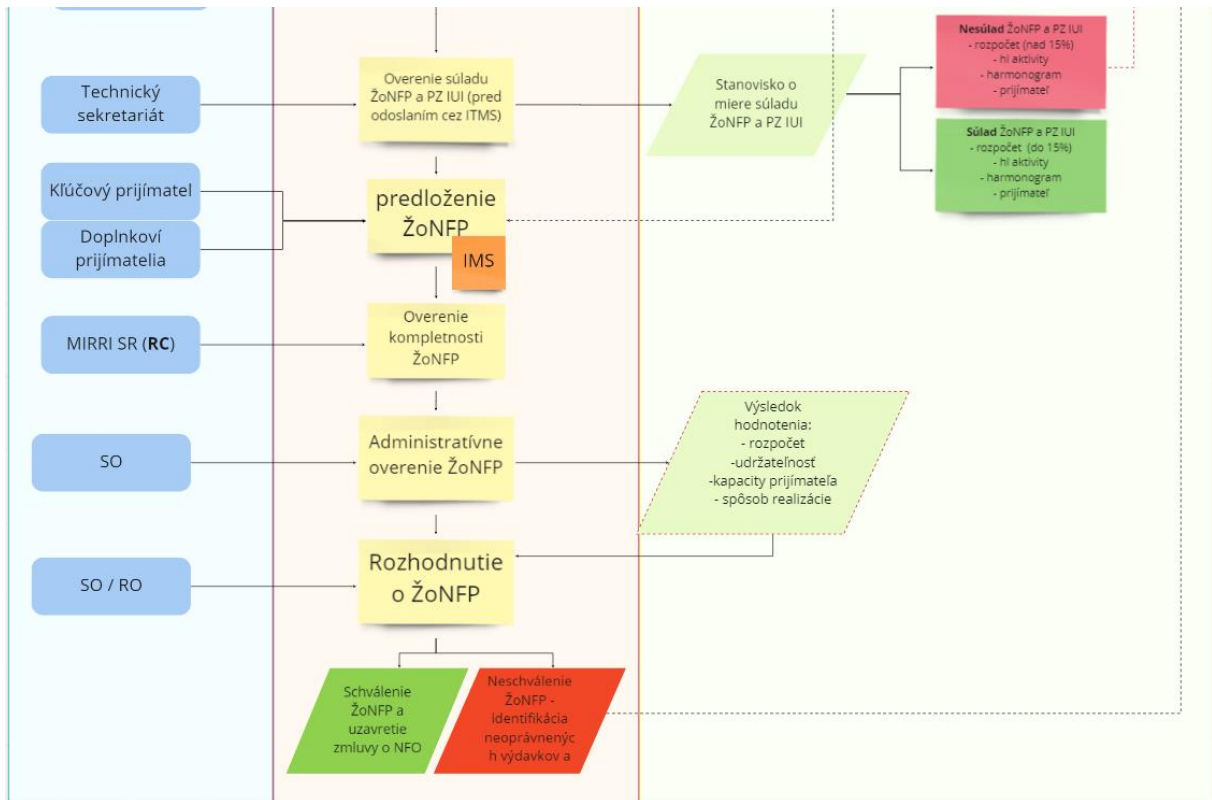 Technický
sekretariát
Overenie súladu
ŽoNFP a PZ IUI (pred
odoslaním cez ITMS)
Stanovisko o
miere súladu
ŽoNFP a PZ IUI
Nesúlad ŽoNFP a PZ IUI
- rozpočet (nad 15%)
- hl aktivity
- harmonogram
- prijímateľ
Súlad ŽoNFP a PZ IUI
- rozpočet (do 15%)
- hl aktivity
- harmonogram
- prijímateľ
Kľúčový prijímatel
Doplnkoví
prijímatelia
predloženie
ŽoNFP
IMS
MIRRI SR (RC)
Overenie
kompletnosti
ŽoNFP
SO
Administratívne
overenie ŽoNFP
Výsledok
hodnotenia:
- rozpočet
-udržateľnosť
-kapacity prijímateľa
- spôsob realizácie
SO / RO
Rozhodnutie
o ŽoNFP
Schválenie
ŽoNFP a
uzavretie
zmluvy o NFO
Neschválenie
ŽoNFP -
identifikácia
neoprávnenýc
h výdavkov a